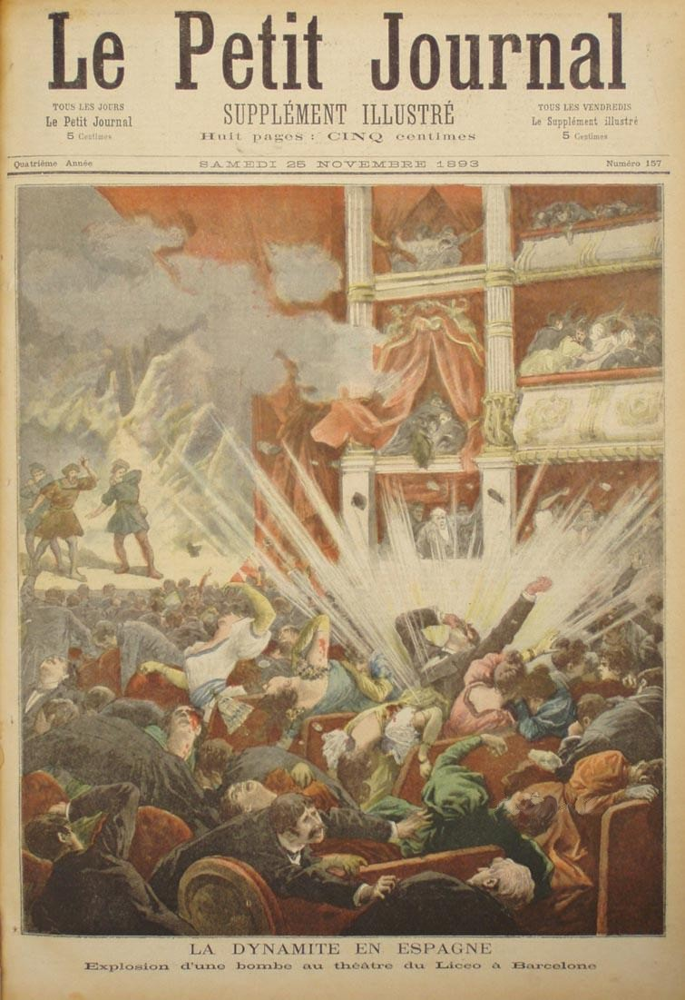 Le Petit Journal
TOUS LES JOURS
Le Petit Journal
5 Centimes
SUPPLÉMENT ILLUSTRÉ
Huit pages : CINQ centimes
TOUS LES VENDREDIS
Le Supplément illustré
5 Centimes
Quatrième Année
SAMEDI 25 NOVEMBRE 1893
Numéro 157
LA DYNAMITE EN ESPAGNE
Explosion d'une bombe au théâtre du Liceo à Barcelone